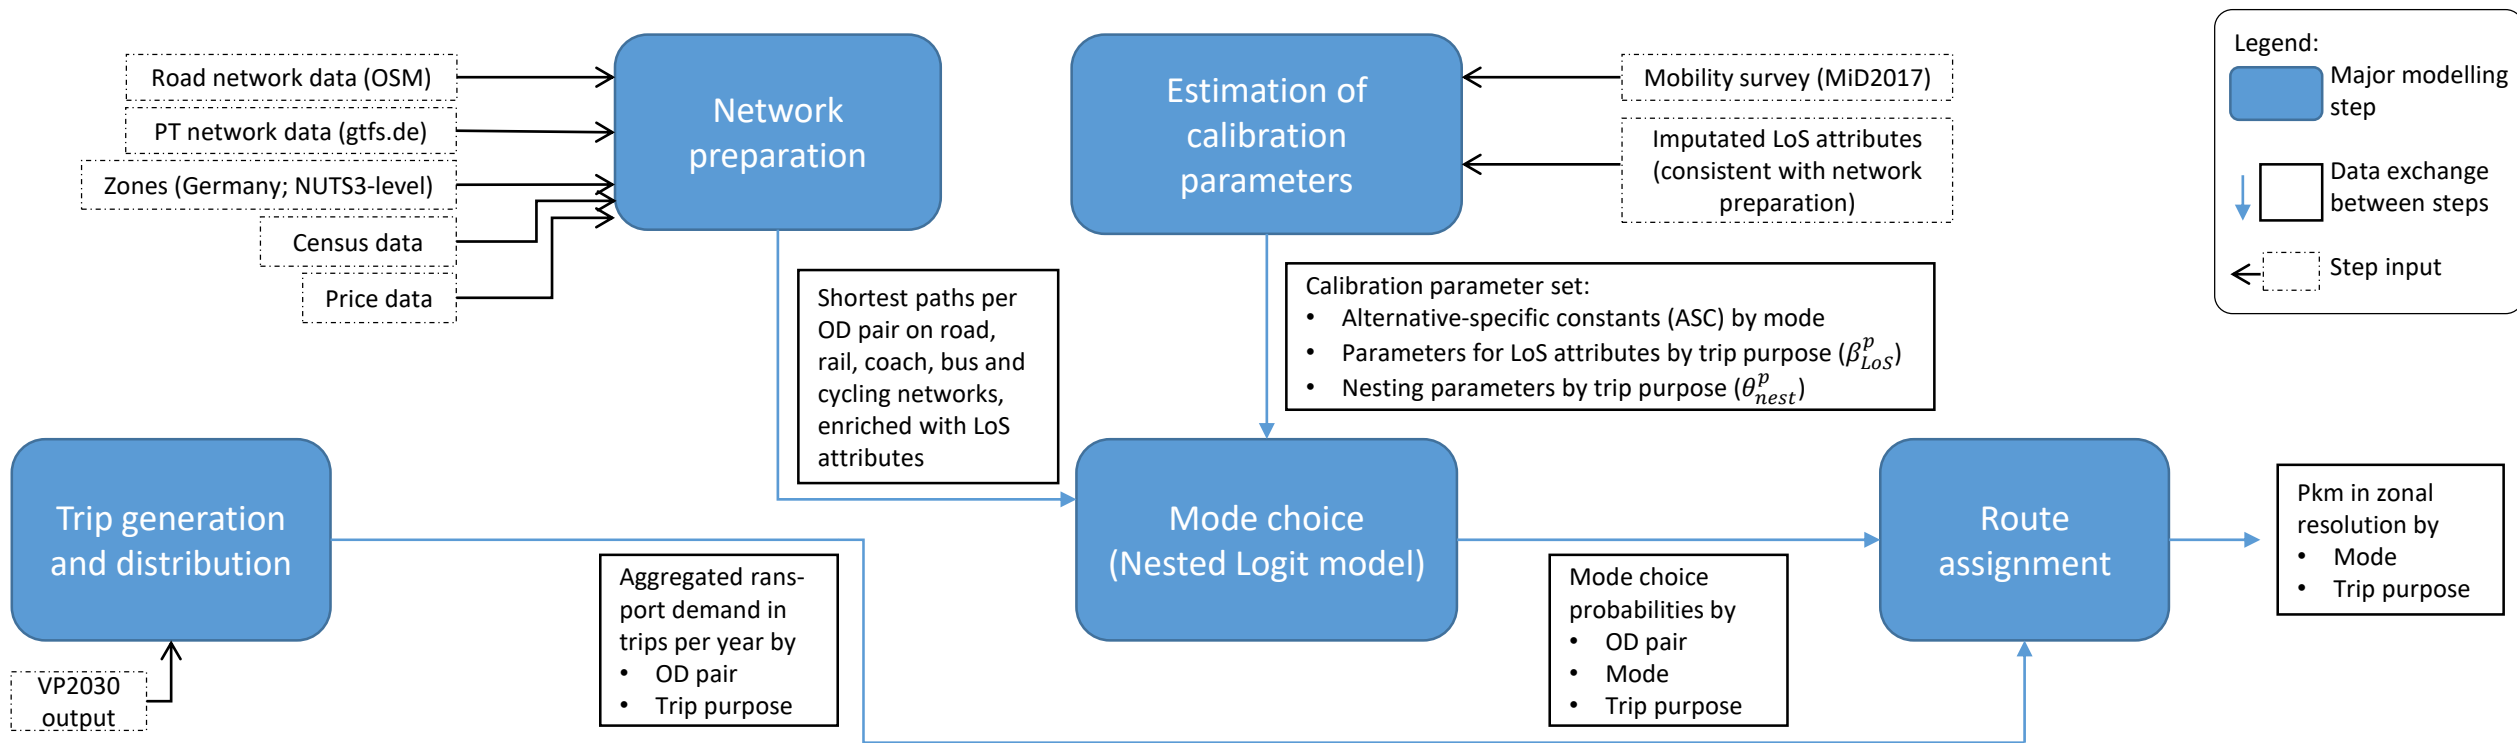 Road network data (OSM)
PT network data (gtfs.de)
Zones (Germany; NUTS3-level)
Census data
Price data
Network
preparation
Estimation of
calibration
parameters
Mobility survey (MiD2017)
Imputated LoS attributes
(consistent with network
preparation)
Legend:
Major modelling
step
Data exchange
between steps
Step input
Shortest paths per
OD pair on road,
rail, coach, bus and
cycling networks,
enriched with LoS
attributes
Calibration parameter set:
• Alternative-specific constants (ASC) by mode
• Parameters for LoS attributes by trip purpose (β^p_LoS)
• Nesting parameters by trip purpose (θ^p_nest)
Trip generation
and distribution
VP2030
output
Aggregated rans-
port demand in
trips per year by
• OD pair
• Trip purpose
Mode choice
(Nested Logit model)
Mode choice
probabilities by
• OD pair
• Mode
• Trip purpose
Route
assignment
Pkm in zonal
resolution by
• Mode
• Trip purpose